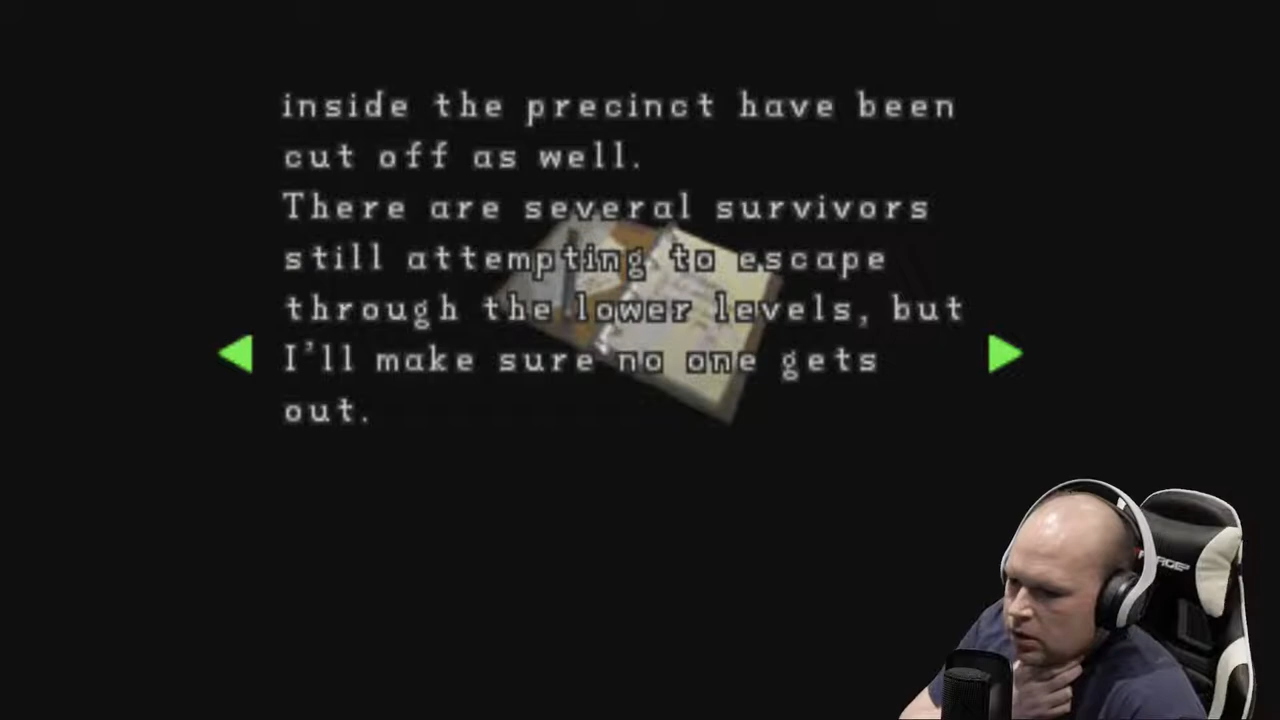 inside the precinct have been
cut off as well.
There are several survivors
still attempting to escape
through the lower levels, but
I'll make sure no one gets
out.